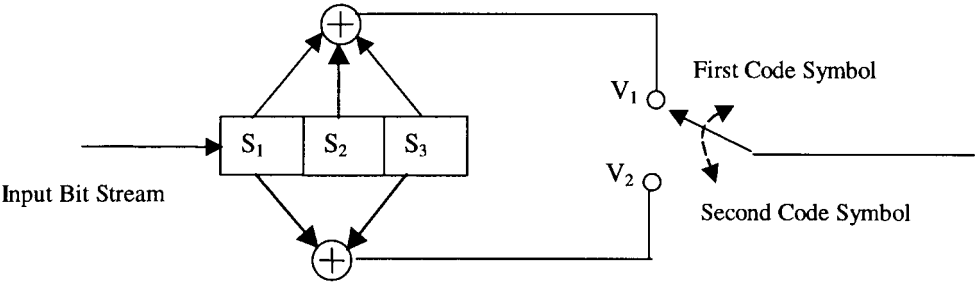 First Code Symbol
V1
S1 S2 S3
V2
Input Bit Stream
Second Code Symbol